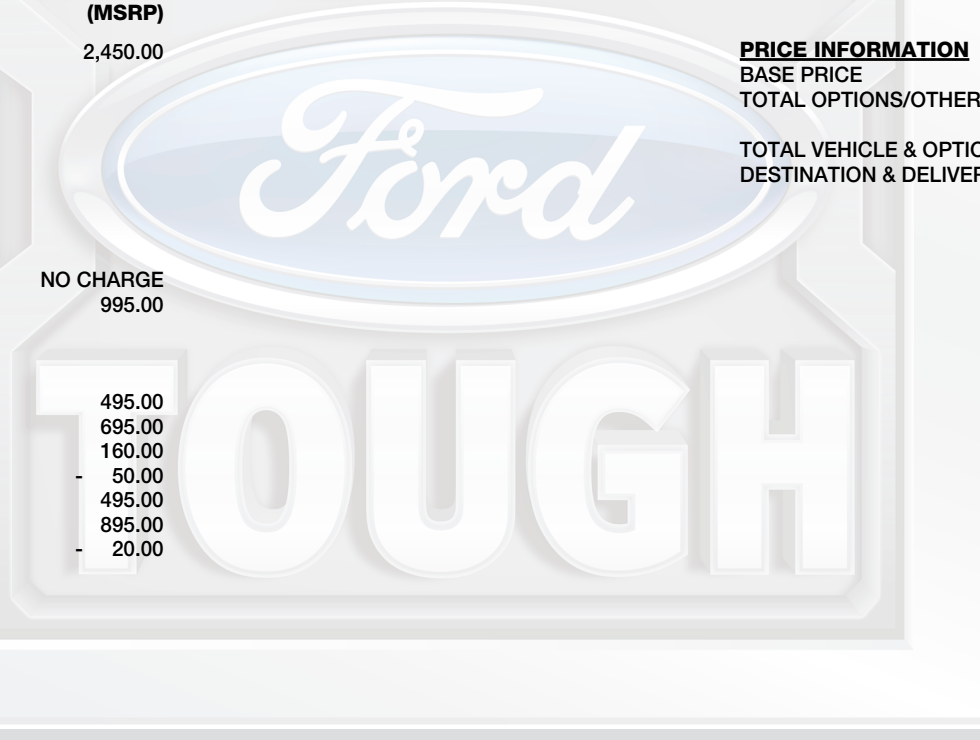 (MSRP)
2,450.00
NO CHARGE
995.00
495.00
695.00
160.00
- 50.00
495.00
895.00
- 20.00
PRICE INFORMATION
BASE PRICE
TOTAL OPTIONS/OTHER
TOTAL VEHICLE & OPTIO
DESTINATION & DELIVER
Ford
TOUGH